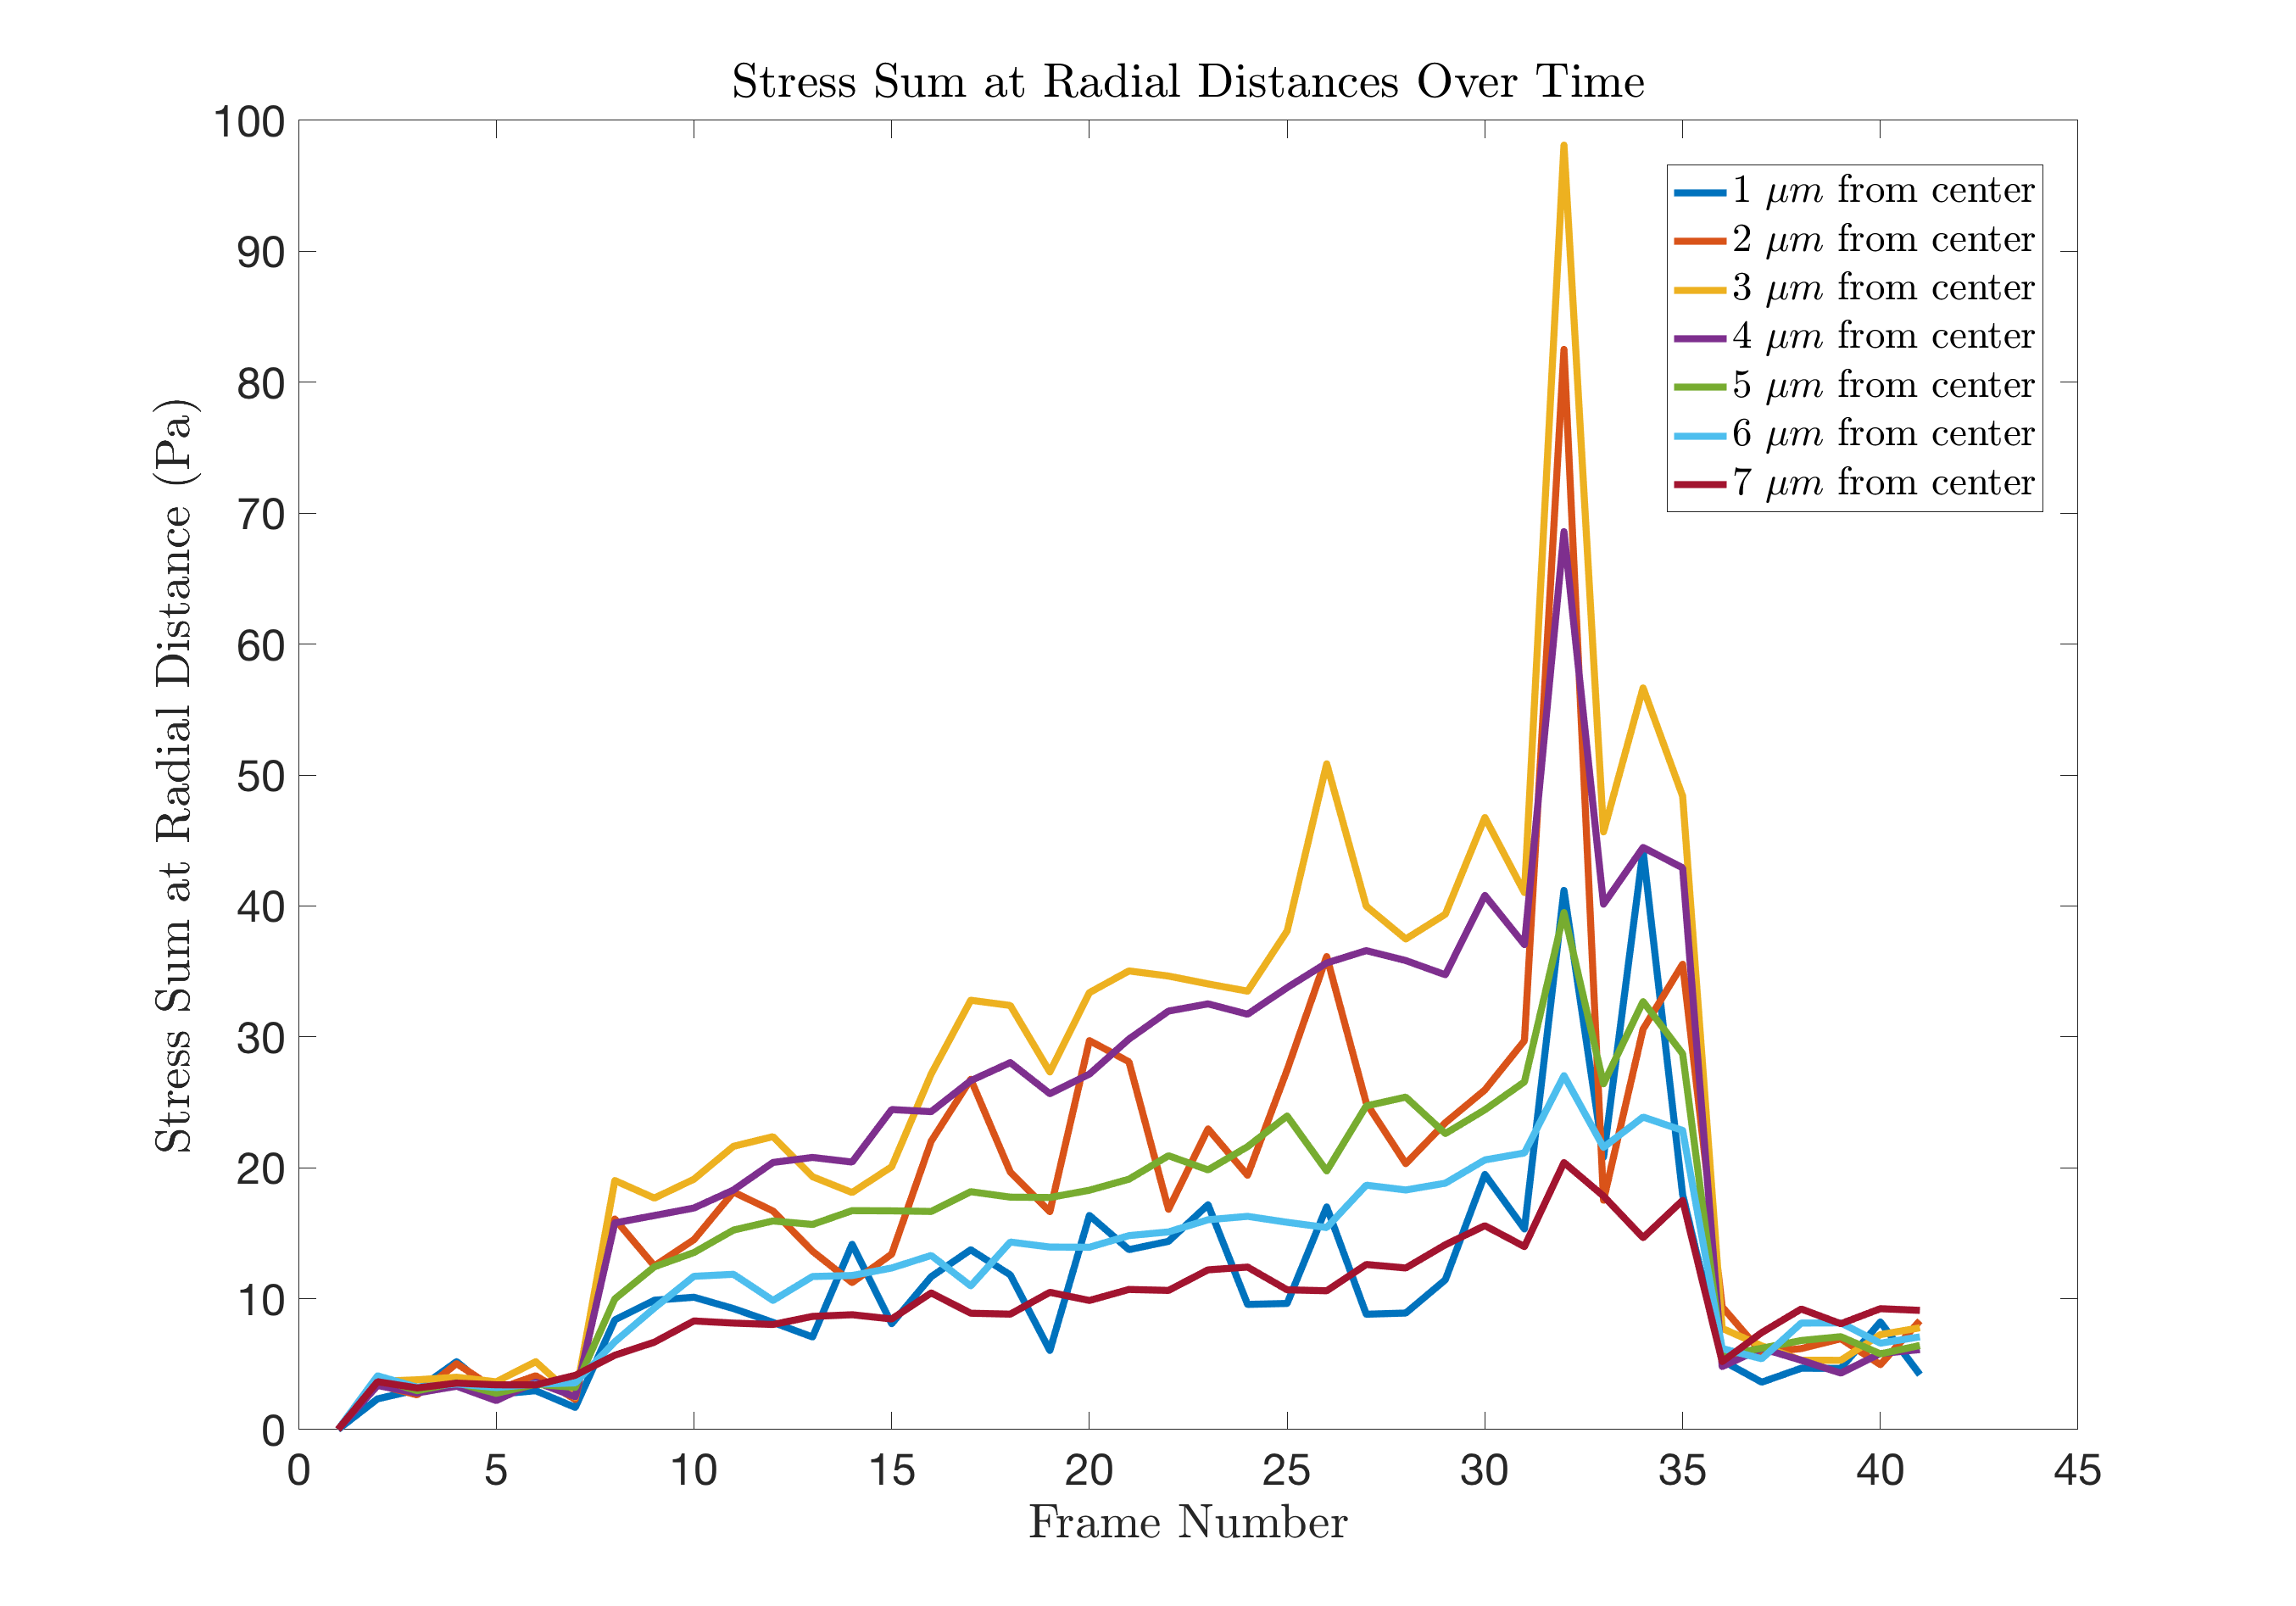 Stress Sum at Radial Distances Over Time
Stress Sum at Radial Distance (Pa)
100
90
80
70
60
50
40
30
20
10
0
1 μm from center
2 μm from center
3 μm from center
4 μm from center
5 μm from center
6 μm from center
7 μm from center
0 5 10 15 20 25 30 35 40 45
Frame Number